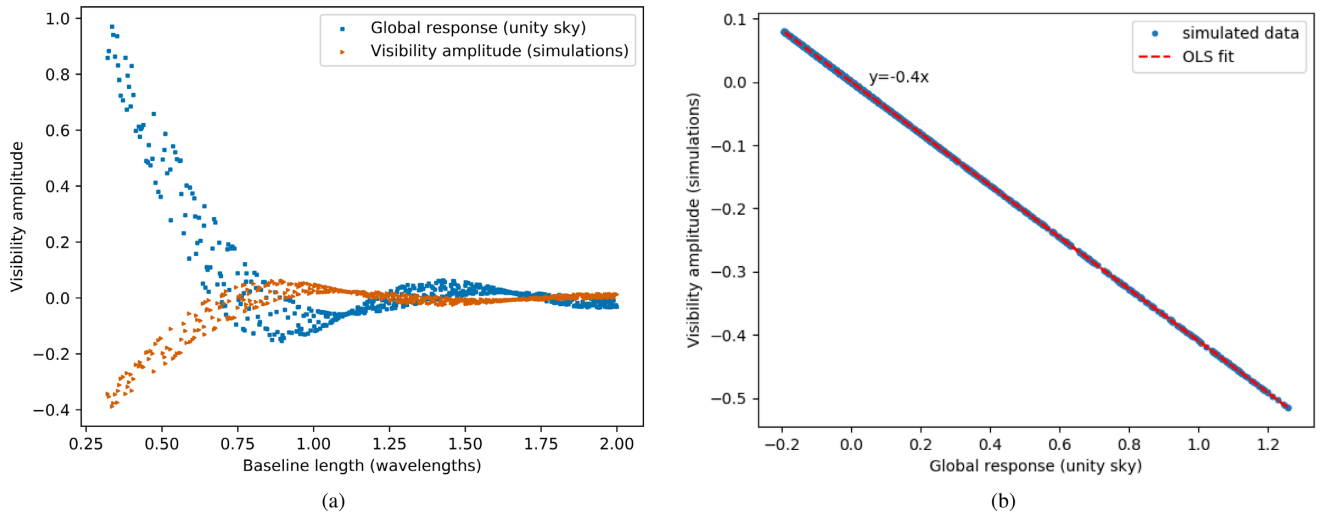 1.0
0.8
0.6
0.4
0.2
0.0
−0.2
−0.4
Visibility amplitude
Global response (unity sky)
Visibility amplitude (simulations)
0.25 0.50 0.75 1.00 1.25 1.50 1.75 2.00
Baseline length (wavelengths)
(a)
0.1
0.0
−0.1
−0.2
−0.3
−0.4
−0.5
Visibility amplitude (simulations)
simulated data
OLS fit
y=-0.4x
−0.2 0.0 0.2 0.4 0.6 0.8 1.0 1.2
Global response (unity sky)
(b)